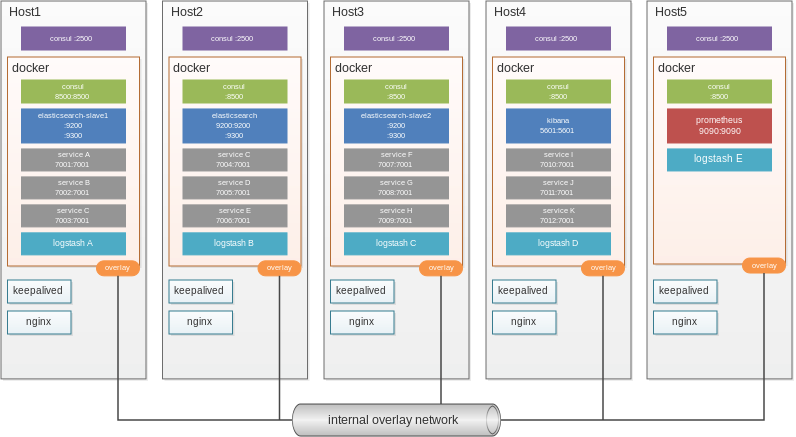 Host1
consul :2500
docker
consul
8500:8500
elasticsearch-slave1
:9200
:9300
service A
7001:7001
service B
7002:7001
service C
7003:7001
logstash A
overlay
keepalived
nginx
Host2
consul :2500
docker
consul
:8500
elasticsearch
9200:9200
:9300
service C
7004:7001
service D
7005:7001
service E
7006:7001
logstash B
overlay
keepalived
nginx
Host3
consul :2500
docker
consul
:8500
elasticsearch-slave2
:9200
:9300
service F
7007:7001
service G
7008:7001
service H
7009:7001
logstash C
overlay
keepalived
nginx
Host4
consul :2500
docker
consul
:8500
kibana
5601:5601
service I
7010:7001
service J
7011:7001
service K
7012:7001
logstash D
overlay
keepalived
nginx
Host5
consul :2500
docker
consul
:8500
prometheus
9090:9090
logstash E
overlay
keepalived
nginx
internal overlay network